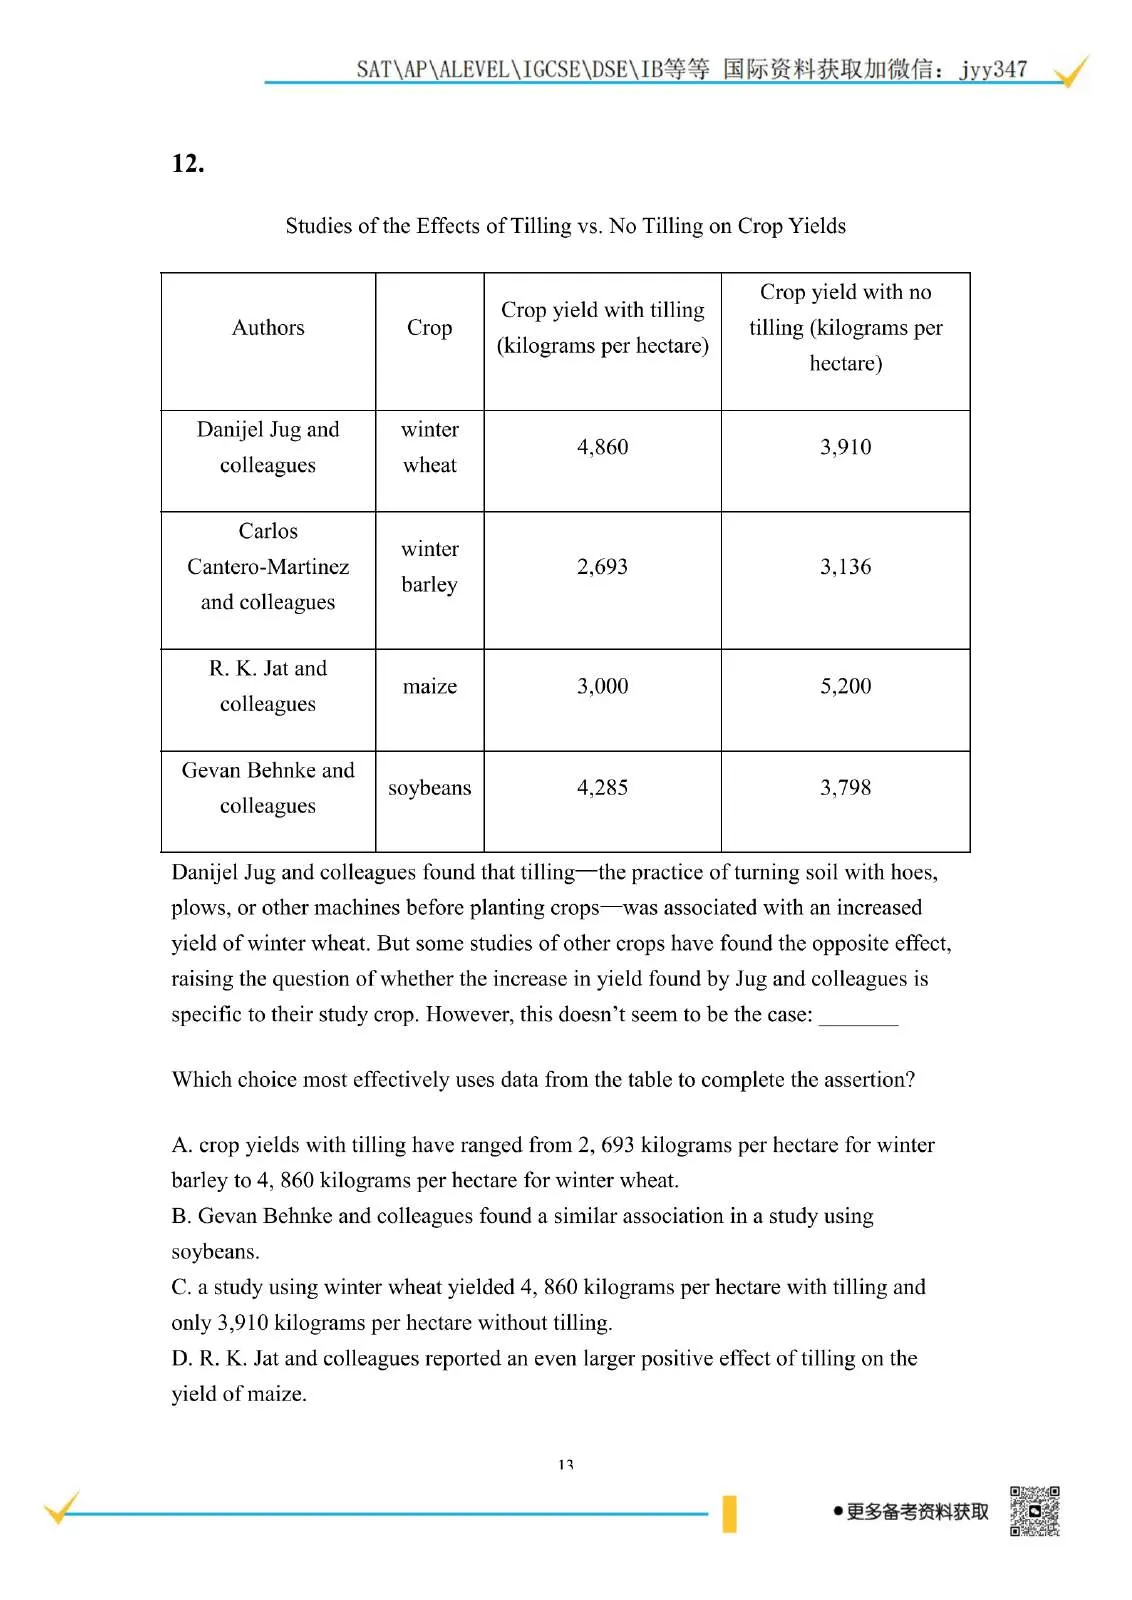 SAT\AP\ALEVEL\IGCSE\DSE\IB等等 国际资料获取加微信：jyy347
12.
Studies of the Effects of Tilling vs. No Tilling on Crop Yields
Authors
Crop
Crop yield with tilling
(kilograms per hectare)
Crop yield with no
tilling (kilograms per
hectare)
Danijel Jug and
colleagues
winter
wheat
4,860
3,910
Carlos
Cantero-Martinez
and colleagues
winter
barley
2,693
3,136
R. K. Jat and
colleagues
maize
3,000
5,200
Gevan Behnke and
colleagues
soybeans
4,285
3,798
Danijel Jug and colleagues found that tilling—the practice of turning soil with hoes,
plows, or other machines before planting crops—was associated with an increased
yield of winter wheat. But some studies of other crops have found the opposite effect,
raising the question of whether the increase in yield found by Jug and colleagues is
specific to their study crop. However, this doesn’t seem to be the case: _______
Which choice most effectively uses data from the table to complete the assertion?
A. crop yields with tilling have ranged from 2, 693 kilograms per hectare for winter
barley to 4, 860 kilograms per hectare for winter wheat.
B. Gevan Behnke and colleagues found a similar association in a study using
soybeans.
C. a study using winter wheat yielded 4, 860 kilograms per hectare with tilling and
only 3,910 kilograms per hectare without tilling.
D. R. K. Jat and colleagues reported an even larger positive effect of tilling on the
yield of maize.
13
●更多备考资料获取